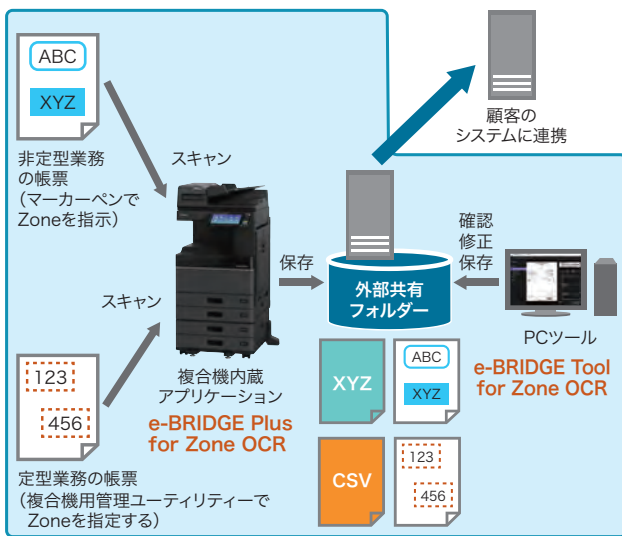 ABC
XYZ
非定型業務
の帳票
（マーカーペンで
Zoneを指示）
スキャン
スキャン
123
456
定型業務の帳票
（複合機用管理ユーティリティーで
Zoneを指定する）
複合機内蔵
アプリケーション
e-BRIDGE Plus
for Zone OCR
保存
外部共有
フォルダー
顧客の
システムに連携
確認
修正
保存
PCツール
e-BRIDGE Tool
for Zone OCR
XYZ
ABC
XYZ
CSV
123
456